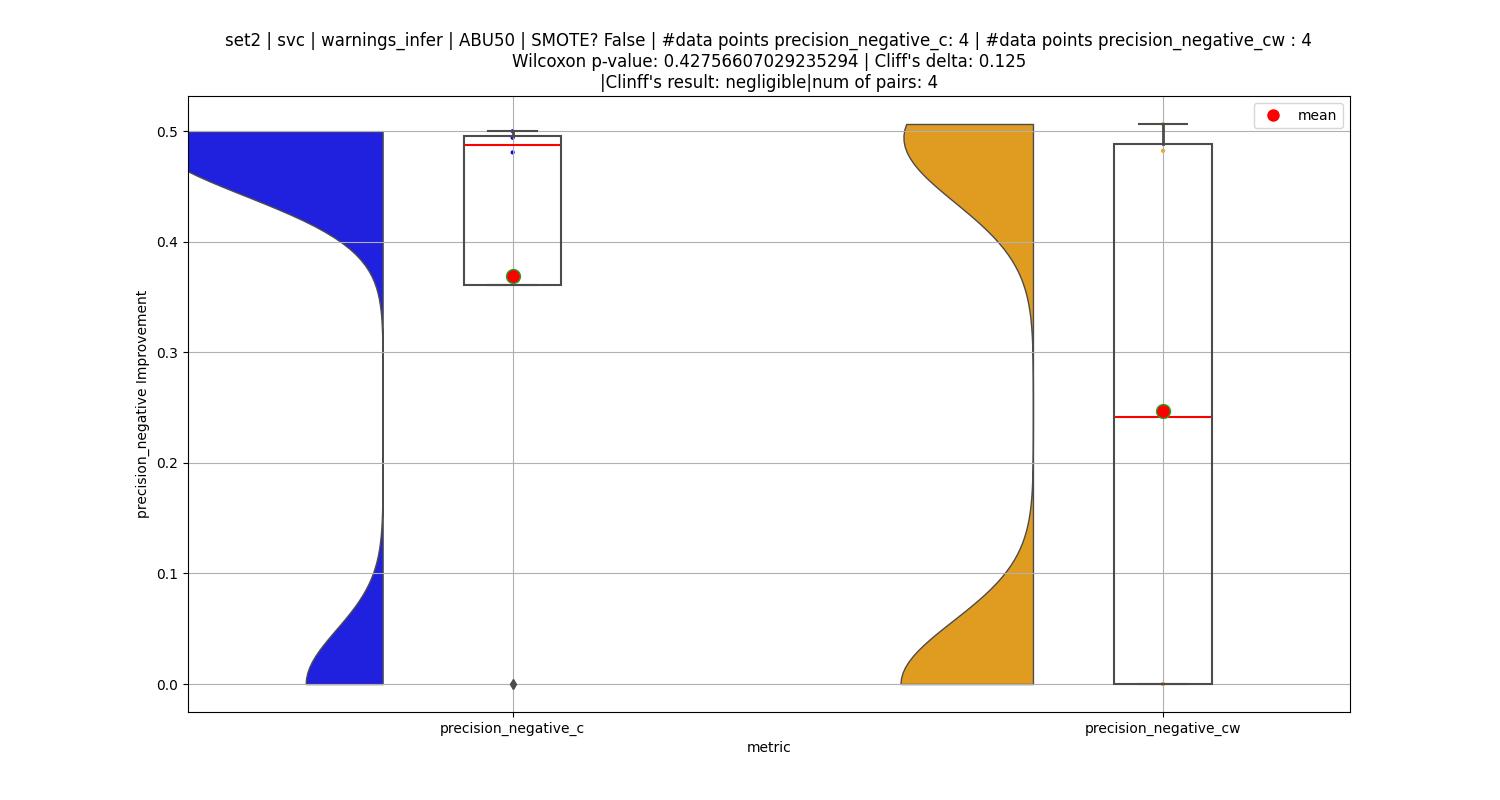 set2 | svc | warnings_infer | ABU50 | SMOTE? False | #data points precision_negative_c: 4 | #data points precision_negative_cw : 4
Wilcoxon p-value: 0.42756607029235294 | Cliff's delta: 0.125
|Clinff's result: negligible|num of pairs: 4
mean
0.5
0.4
0.3
0.2
0.1
0.0
precision_negative Improvement
precision_negative_c
precision_negative_cw
metric